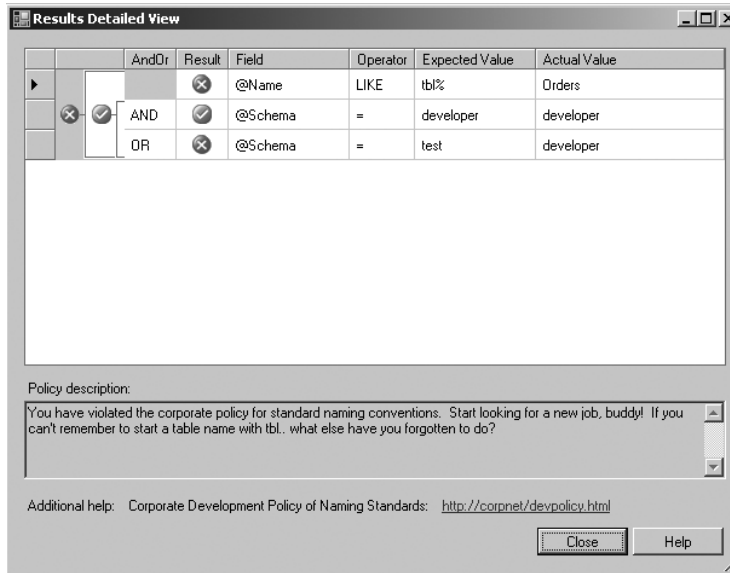 Results Detailed View
AndOr Result Field Operator Expected Value Actual Value
@Name LIKE tbl% Orders
AND @Schema = developer developer
OR @Schema = test developer
Policy description:
You have violated the corporate policy for standard naming conventions. Start looking for a new job, buddy! If you
can't remember to start a table name with tbl.. what else have you forgotten to do?
Additional help: Corporate Development Policy of Naming Standards: http://corpnet/devpolicy.html
Close Help